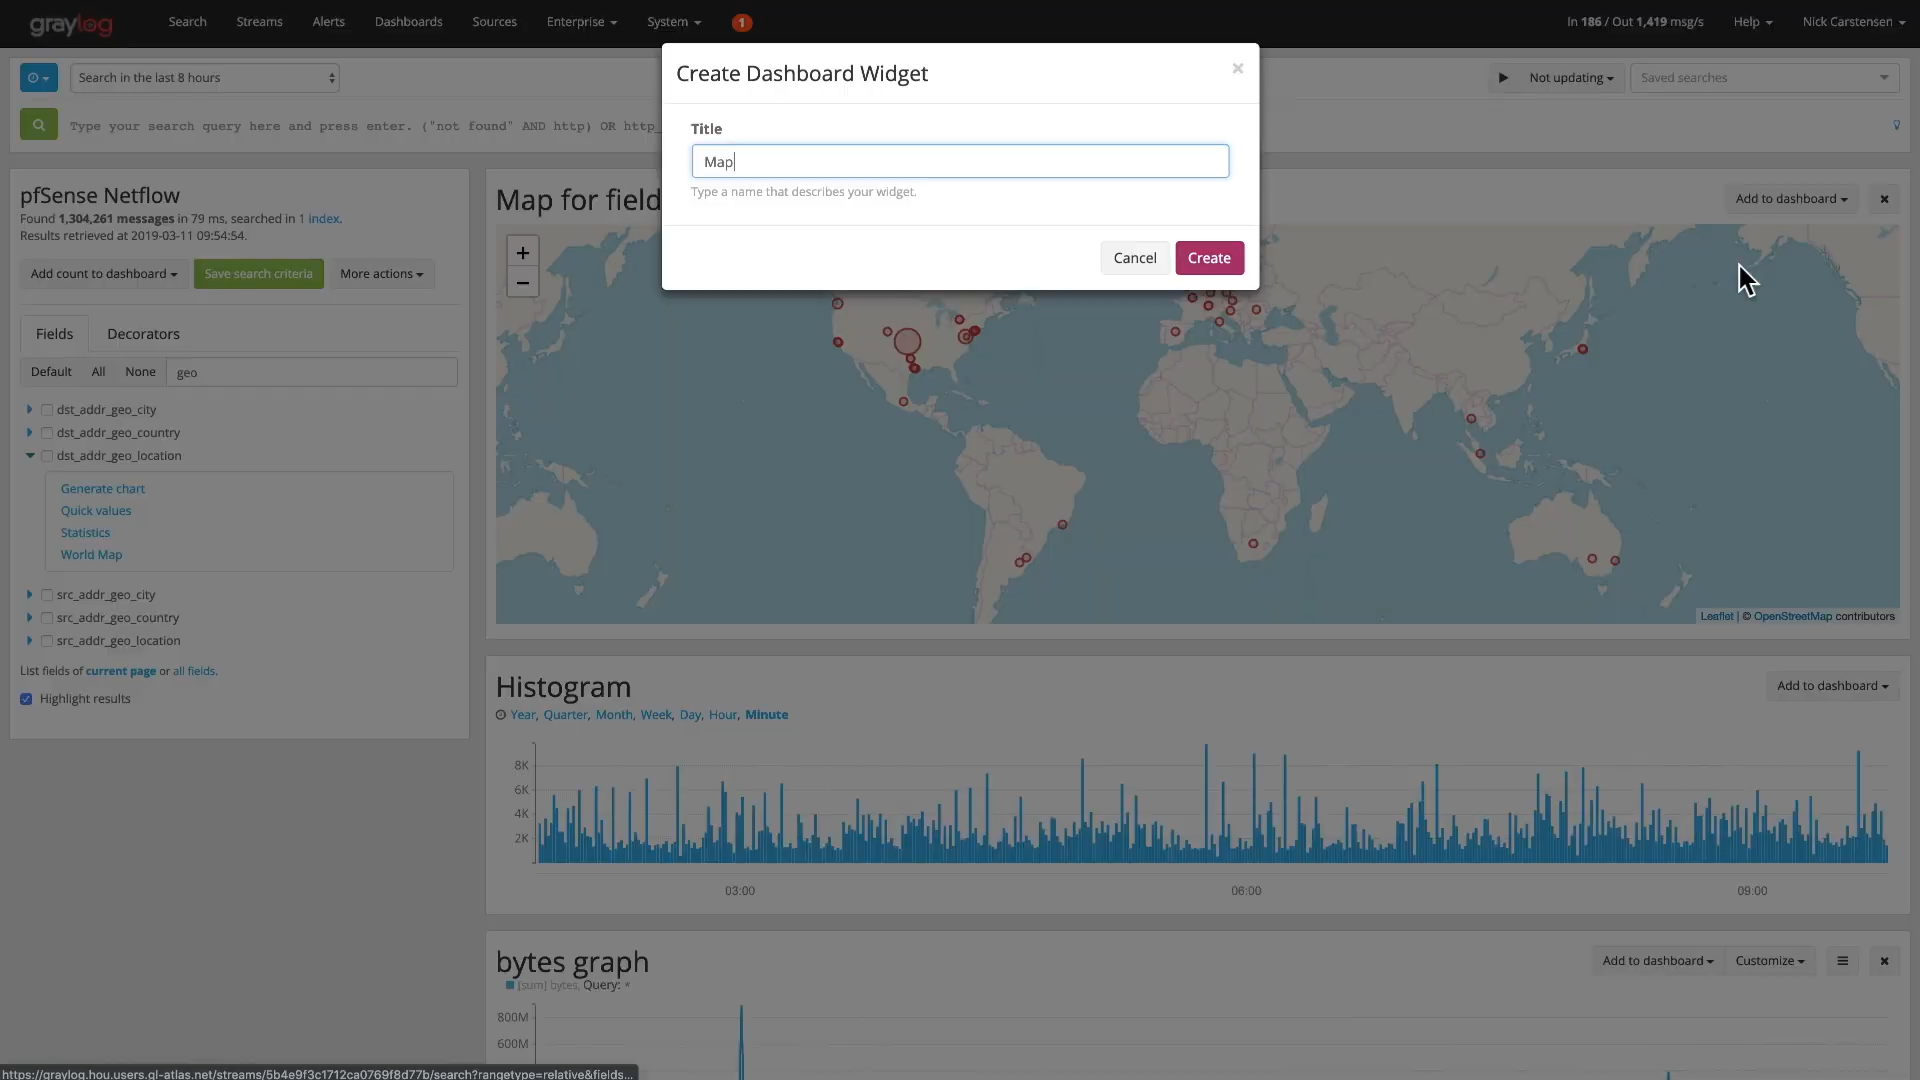 graylog
Search Streams Alerts Dashboards Sources Enterprise System 1 In 186 / Out 1,419 msg/s Help Nick Carstensen
Search in the last 8 hours
Not updating Saved searches
Type your search query here and press enter. ("not found" AND http) OR http_
Create Dashboard Widget
×
Title
Map
Type a name that describes your widget.
Cancel Create
pfSense Netflow
Found 1,304,261 messages in 79 ms, searched in 1 index.
Results retrieved at 2019-03-11 09:54:54.
Add count to dashboard Save search criteria More actions
Fields Decorators
Default All None geo
dst_addr_geo_city
dst_addr_geo_country
dst_addr_geo_location
Generate chart
Quick values
Statistics
World Map
src_addr_geo_city
src_addr_geo_country
src_addr_geo_location
List fields of current page or all fields.
Highlight results
Map for field
Add to dashboard
+
−
Leaflet | © OpenStreetMap contributors
Histogram
Add to dashboard
Year, Quarter, Month, Week, Day, Hour, Minute
8K
6K
4K
2K
03:00 06:00 09:00
bytes graph
Add to dashboard Customize
[sum] bytes, Query: *
800M
600M
https://graylog.hou.users.gl-atlas.net/streams/5b4e9f3c1712ca0769f8d77b/search?rangetype=relative&fields...